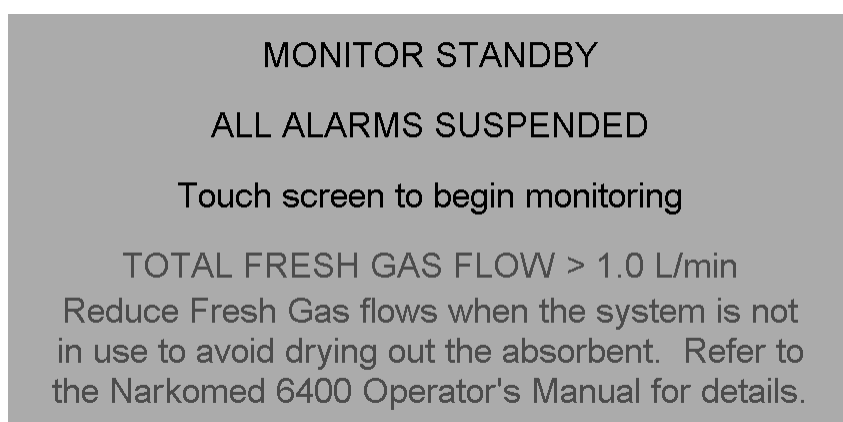 MONITOR STANDBY
ALL ALARMS SUSPENDED
Touch screen to begin monitoring
TOTAL FRESH GAS FLOW > 1.0 L/min
Reduce Fresh Gas flows when the system is not
in use to avoid drying out the absorbent.  Refer to
the Narkomed 6400 Operator's Manual for details.